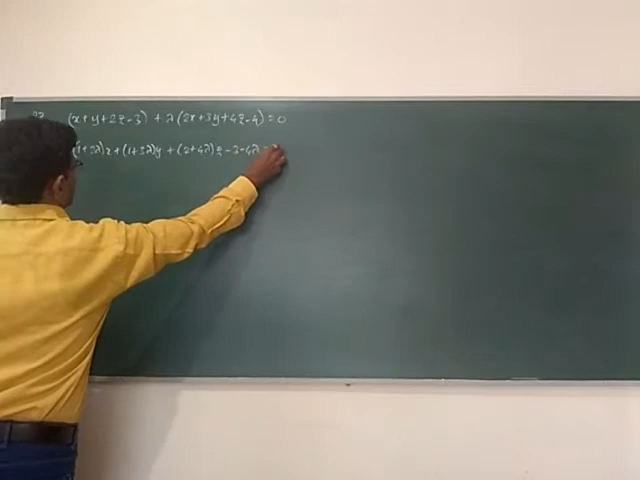 (x+y+2z-3) + λ(2x+3y+4z-4) = 0
(1+2λ)x+(1+3λ)y + (2+4λ)z -3-4λ =